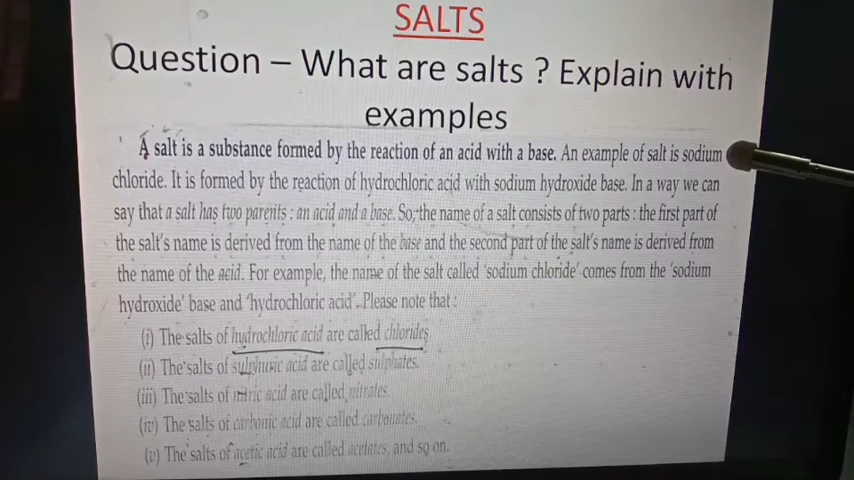 SALTS
Question – What are salts ? Explain with
examples
A salt is a substance formed by the reaction of an acid with a base. An example of salt is sodium
chloride. It is formed by the reaction of hydrochloric acid with sodium hydroxide base. In a way we can
say that a salt has two parents : an acid and a base. So, the name of a salt consists of two parts : the first part of
the salt's name is derived from the name of the base and the second part of the salt's name is derived from
the name of the acid. For example, the name of the salt called 'sodium chloride' comes from the 'sodium
hydroxide' base and 'hydrochloric acid'. Please note that :
(i) The salts of hydrochloric acid are called chlorides
(ii) The salts of sulphuric acid are called sulphates.
(iii) The salts of nitric acid are called nitrates.
(iv) The salts of carbonic acid are called carbonates.
(v) The salts of acetic acid are called acetates, and so on.